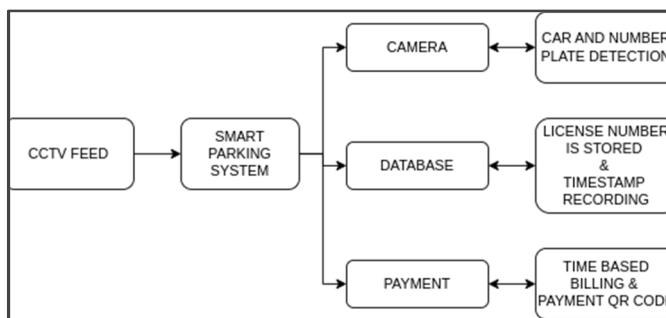 CCTV FEED
SMART
PARKING
SYSTEM
CAMERA
CAR AND NUMBER
PLATE DETECTION
DATABASE
LICENSE NUMBER
IS STORED
&
TIMESTAMP
RECORDING
PAYMENT
TIME BASED
BILLING &
PAYMENT QR CODE